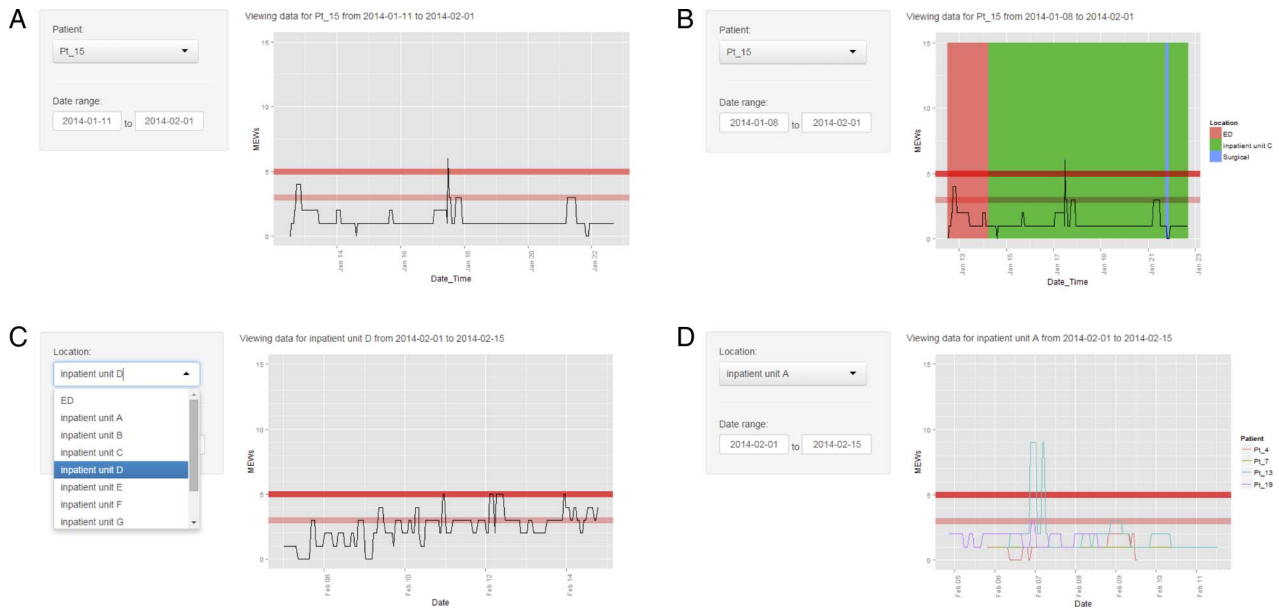 A
Patient:
Pt_15
Date range:
2014-01-11 to 2014-02-01
Viewing data for Pt_15 from 2014-01-11 to 2014-02-01
15
10
5
0
MEWs
Jan 14
Jan 16
Jan 18
Jan 20
Jan 22
Date_Time
B
Patient:
Pt_15
Date range:
2014-01-08 to 2014-02-01
Viewing data for Pt_15 from 2014-01-08 to 2014-02-01
15
10
5
0
MEWs
Jan 13
Jan 15
Jan 17
Jan 19
Jan 21
Jan 23
Date_Time
Location
ED
inpatient unit C
Surgical
C
Location:
inpatient unit D
ED
inpatient unit A
inpatient unit B
inpatient unit C
inpatient unit D
inpatient unit E
inpatient unit F
inpatient unit G
Viewing data for inpatient unit D from 2014-02-01 to 2014-02-15
15
10
5
0
MEWs
Feb 08
Feb 10
Feb 12
Feb 14
Date
D
Location:
inpatient unit A
Date range:
2014-02-01 to 2014-02-15
Viewing data for inpatient unit A from 2014-02-01 to 2014-02-15
15
10
5
0
MEWs
Feb 05
Feb 06
Feb 07
Feb 08
Feb 09
Feb 10
Feb 11
Date
Patient
Pt_4
Pt_7
Pt_13
Pt_19